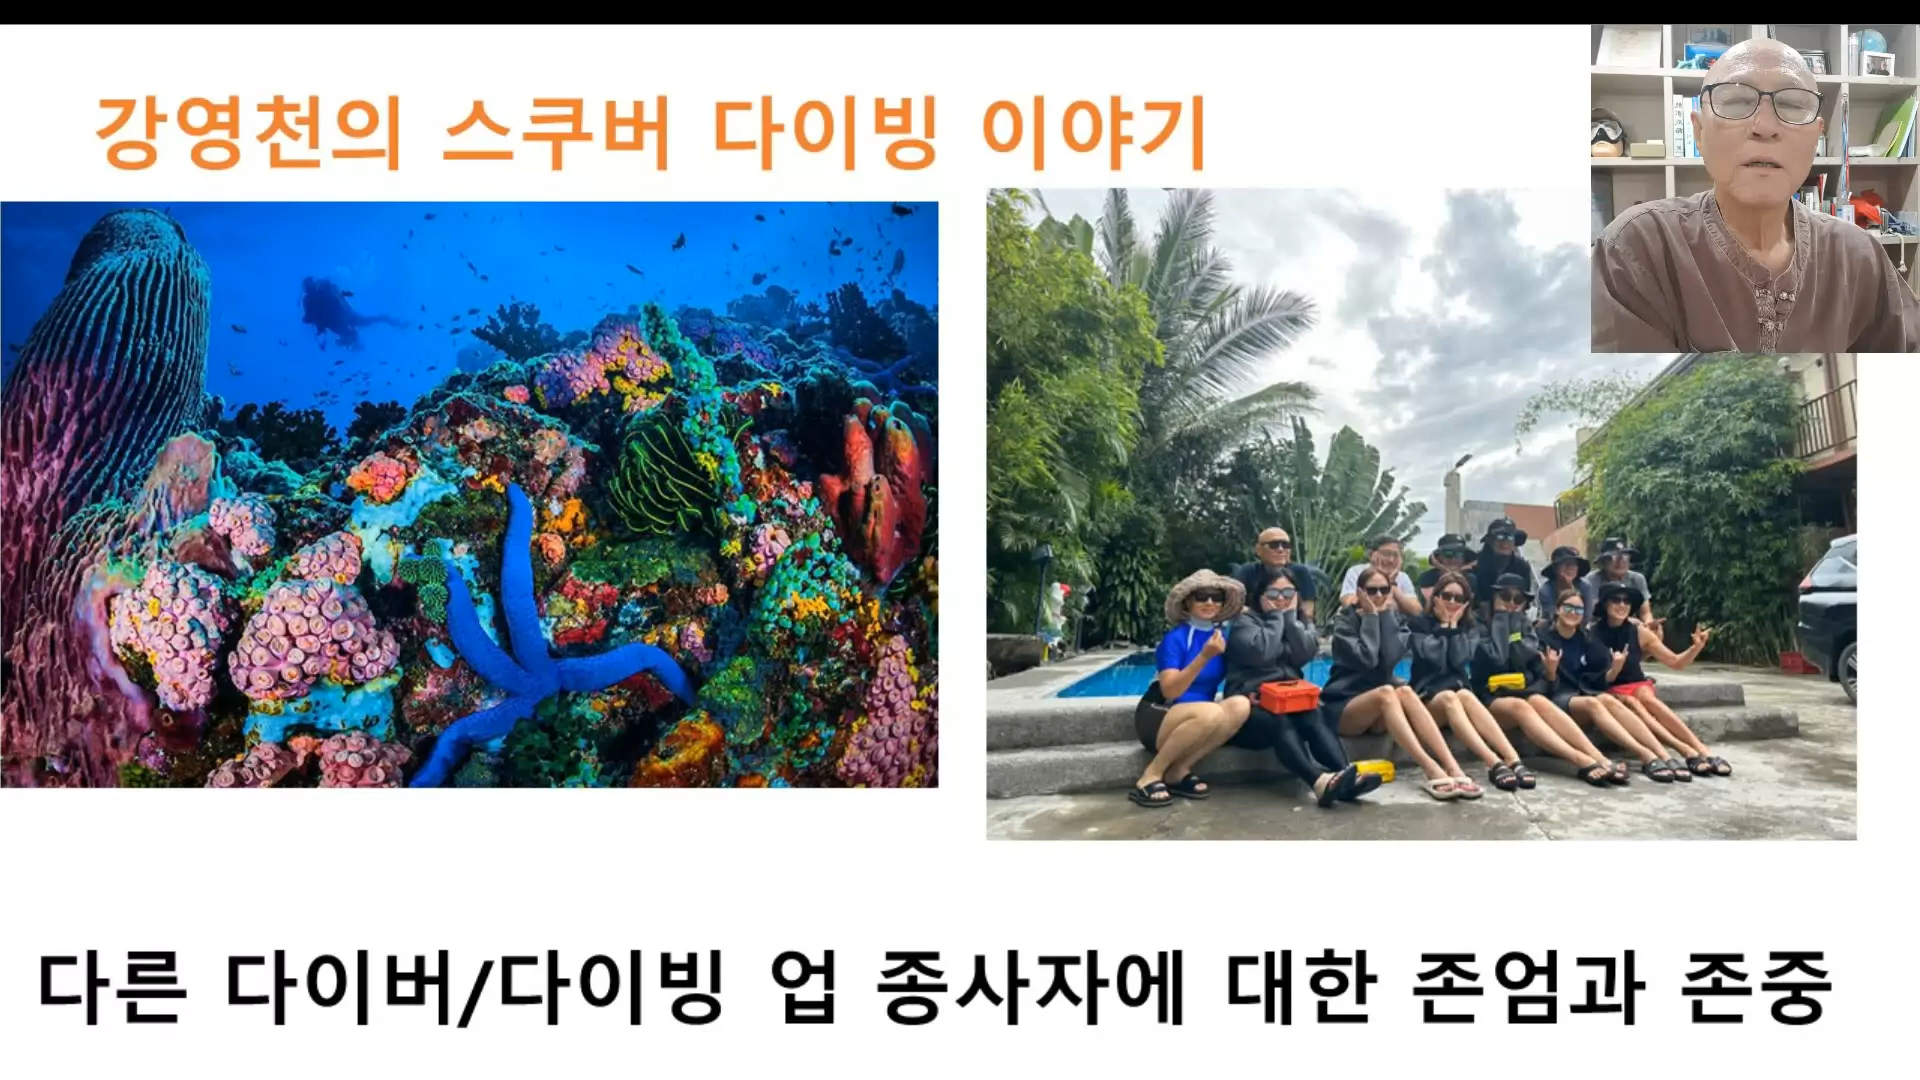 강영천의 스쿠버 다이빙 이야기
다른 다이버/다이빙 업 종사자에 대한 존엄과 존중